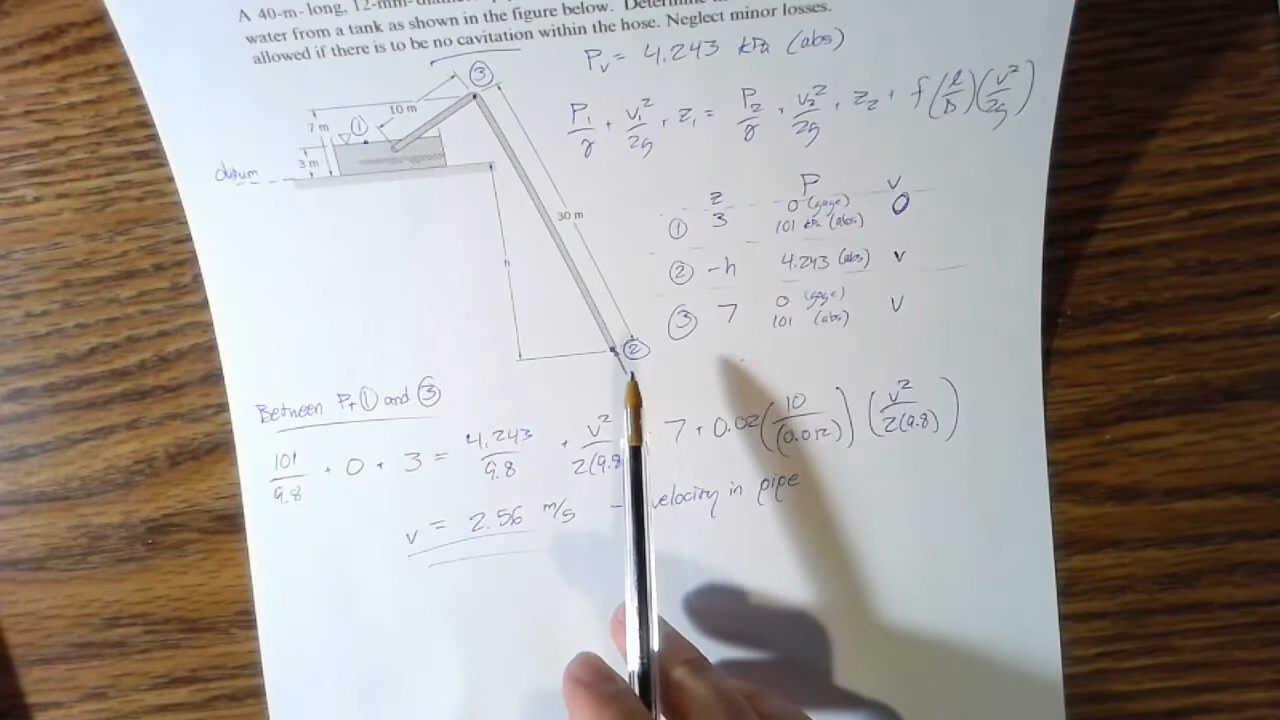 A 40-m-long, 12-mm-
water from a tank as shown in the figure below.
allowed if there is to be no cavitation within the hose. Neglect minor losses.
Pv = 4.243 kPa (abs)
③
10 m
7 m
①
3 m
datum
30 m
h
②
P₁/γ + v₁²/2g + z₁ = P₂/γ + v₂²/2g + z₂ + f(ℓ/D)(v²/2g)
z P v
① 3 0 (gage) 0
101 kPa (abs)
② -h 4.243 (abs) v
③ 7 0 (gage) v
101 (abs)
Between Pt ① and ③
101/9.8 + 0 + 3 = 4.243/9.8 + v²/2(9.8 7 + 0.02(10/(0.012))(v²/2(9.8))
v = 2.56 m/s - velocity in pipe